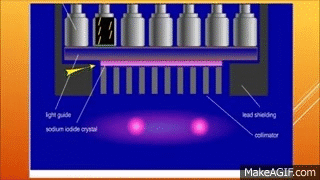 light guide
lead shielding
sodium iodide crystal
collimator
MakeAGIF.com